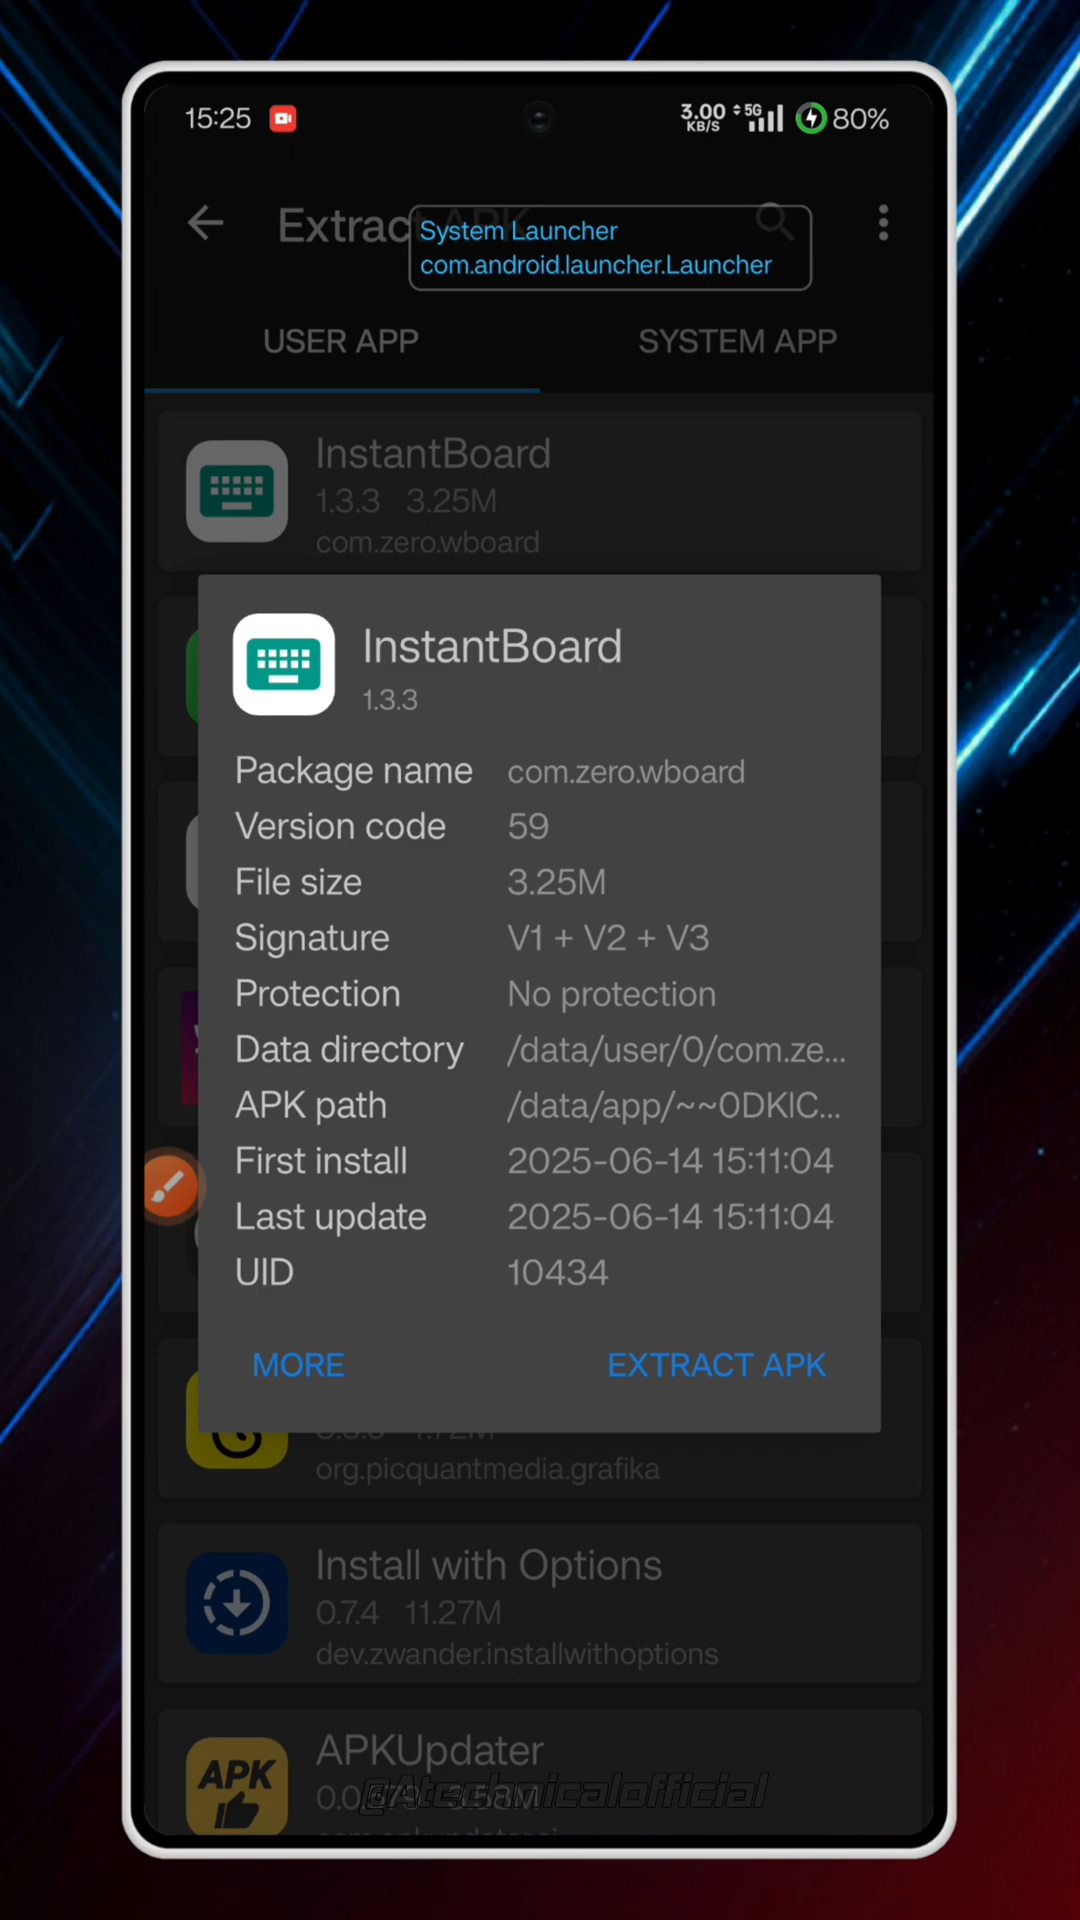 15:25
3.00 KB/S 5G 80%
Extract APK
System Launcher
com.android.launcher.Launcher
USER APP SYSTEM APP
InstantBoard
1.3.3 3.25M
com.zero.wboard
InstantBoard
1.3.3
Package name com.zero.wboard
Version code 59
File size 3.25M
Signature V1 + V2 + V3
Protection No protection
Data directory /data/user/0/com.ze...
APK path /data/app/~~0DKIC...
First install 2025-06-14 15:11:04
Last update 2025-06-14 15:11:04
UID 10434
MORE EXTRACT APK
org.picquantmedia.grafika
Install with Options
0.7.4 11.27M
dev.zwander.installwithoptions
APK
APKUpdater
3.58M
@Atechnicalofficial